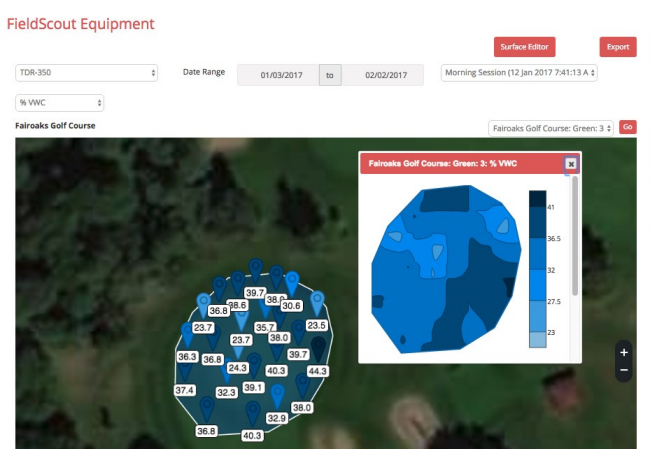 FieldScout Equipment
Surface Editor
Export
TDR-350
Date Range
01/03/2017
to
02/02/2017
Morning Session (12 Jan 2017 7:41:13 A
% VWC
Fairoaks Golf Course
Fairoaks Golf Course: Green: 3
Go
Fairoaks Golf Course: Green: 3: % VWC
x
41
36.5
32
27.5
23
39.7
36.8
38.6
30.6
23.7
35.7
23.5
23.7
38.0
36.3
36.8
39.7
24.3
40.3
44.3
37.4
32.3
39.1
38.0
32.9
36.8
40.3
+
−